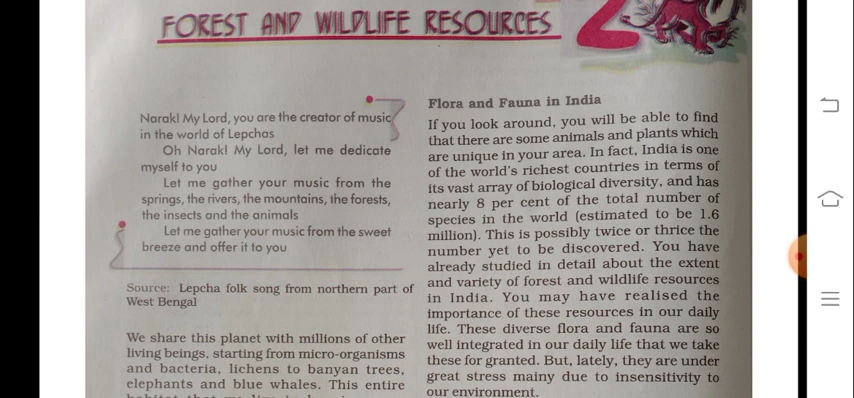 FOREST AND WILDLIFE RESOURCES
2
Narak! My Lord, you are the creator of music
in the world of Lepchas
Oh Narak! My Lord, let me dedicate
myself to you
Let me gather your music from the
springs, the rivers, the mountains, the forests,
the insects and the animals
Let me gather your music from the sweet
breeze and offer it to you
Source: Lepcha folk song from northern part of
West Bengal
We share this planet with millions of other
living beings, starting from micro-organisms
and bacteria, lichens to banyan trees,
elephants and blue whales. This entire
Flora and Fauna in India
If you look around, you will be able to find
that there are some animals and plants which
are unique in your area. In fact, India is one
of the world's richest countries in terms of
its vast array of biological diversity, and has
nearly 8 per cent of the total number of
species in the world (estimated to be 1.6
million). This is possibly twice or thrice the
number yet to be discovered. You have
already studied in detail about the extent
and variety of forest and wildlife resources
in India. You may have realised the
importance of these resources in our daily
life. These diverse flora and fauna are so
well integrated in our daily life that we take
these for granted. But, lately, they are under
great stress mainy due to insensitivity to
our environment.